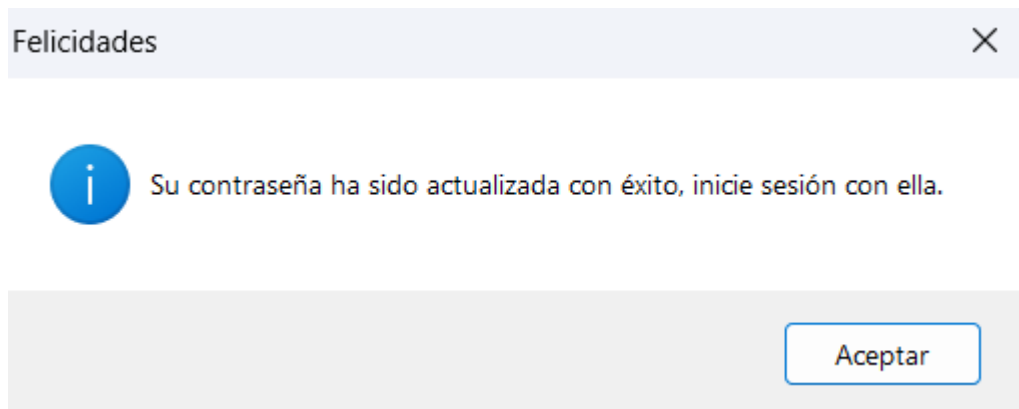 Felicidades
Su contraseña ha sido actualizada con éxito, inicie sesión con ella.
Aceptar